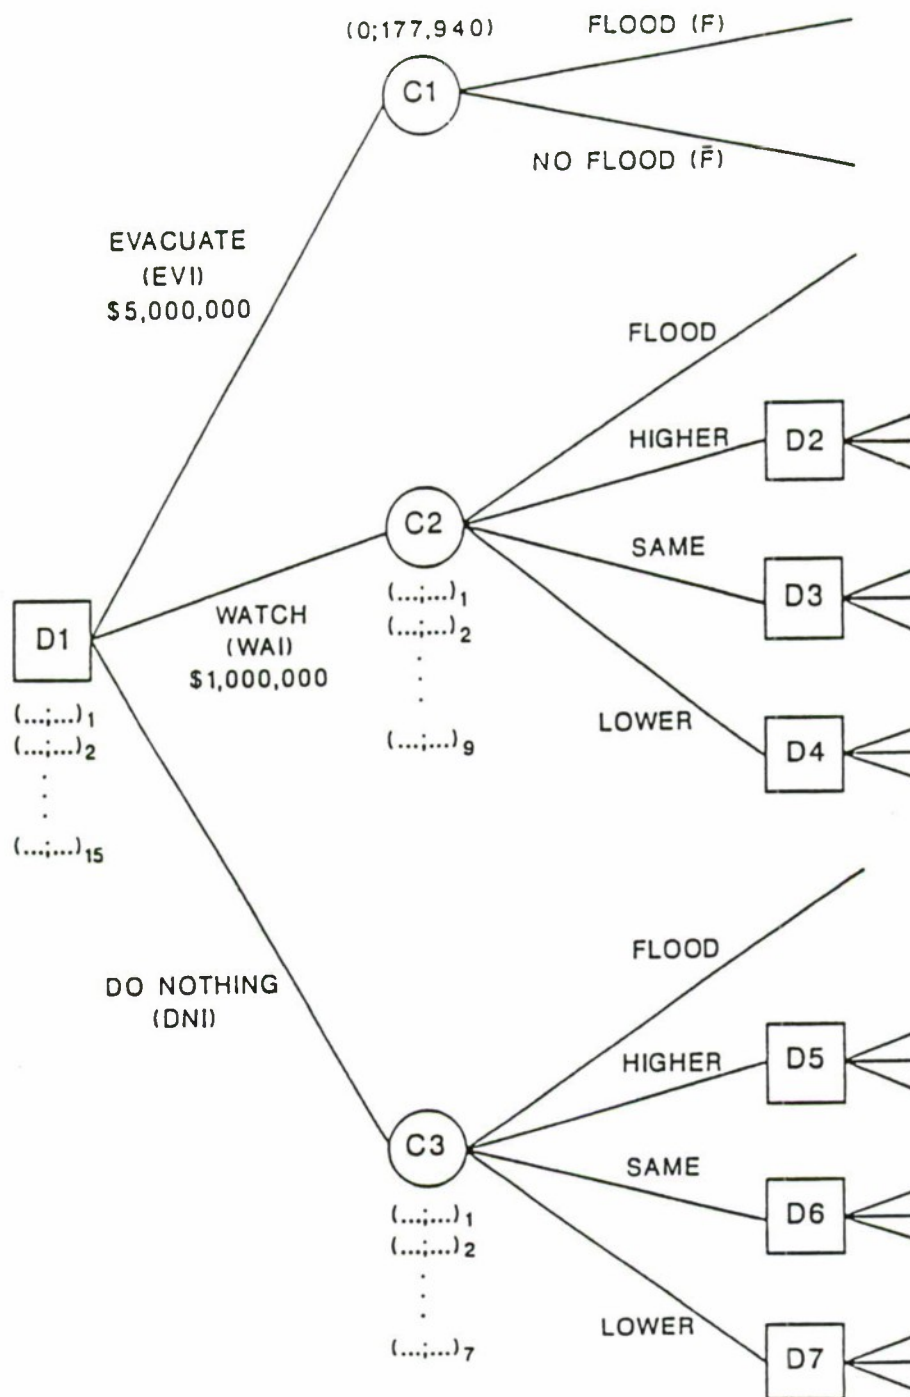 (0;177,940)
FLOOD (F)
C1
NO FLOOD (F̄)
EVACUATE
(EVI)
$5,000,000
FLOOD
HIGHER
D2
C2
SAME
D3
(...;...)1
(...;...)2
.
.
.
(...;...)9
WATCH
(WAI)
$1,000,000
LOWER
D4
D1
(...;...)1
(...;...)2
.
.
.
(...;...)15
FLOOD
DO NOTHING
(DNI)
HIGHER
D5
C3
SAME
D6
(...;...)1
(...;...)2
.
.
.
(...;...)7
LOWER
D7